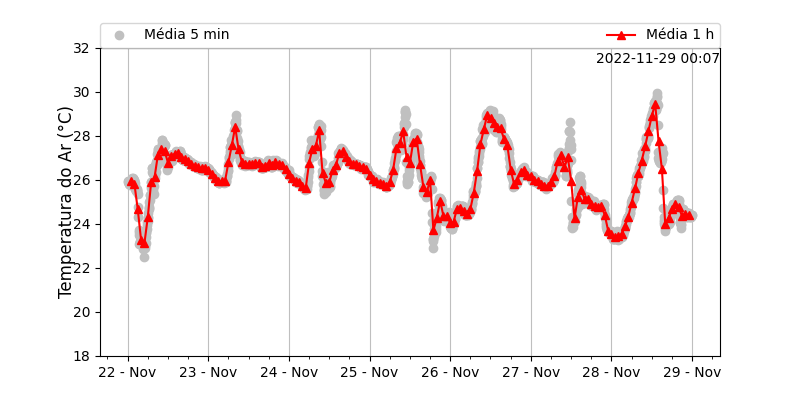 Média 5 min
Média 1 h
2022-11-29 00:07
Temperatura do Ar (°C)
32
30
28
26
24
22
20
18
22 - Nov
23 - Nov
24 - Nov
25 - Nov
26 - Nov
27 - Nov
28 - Nov
29 - Nov